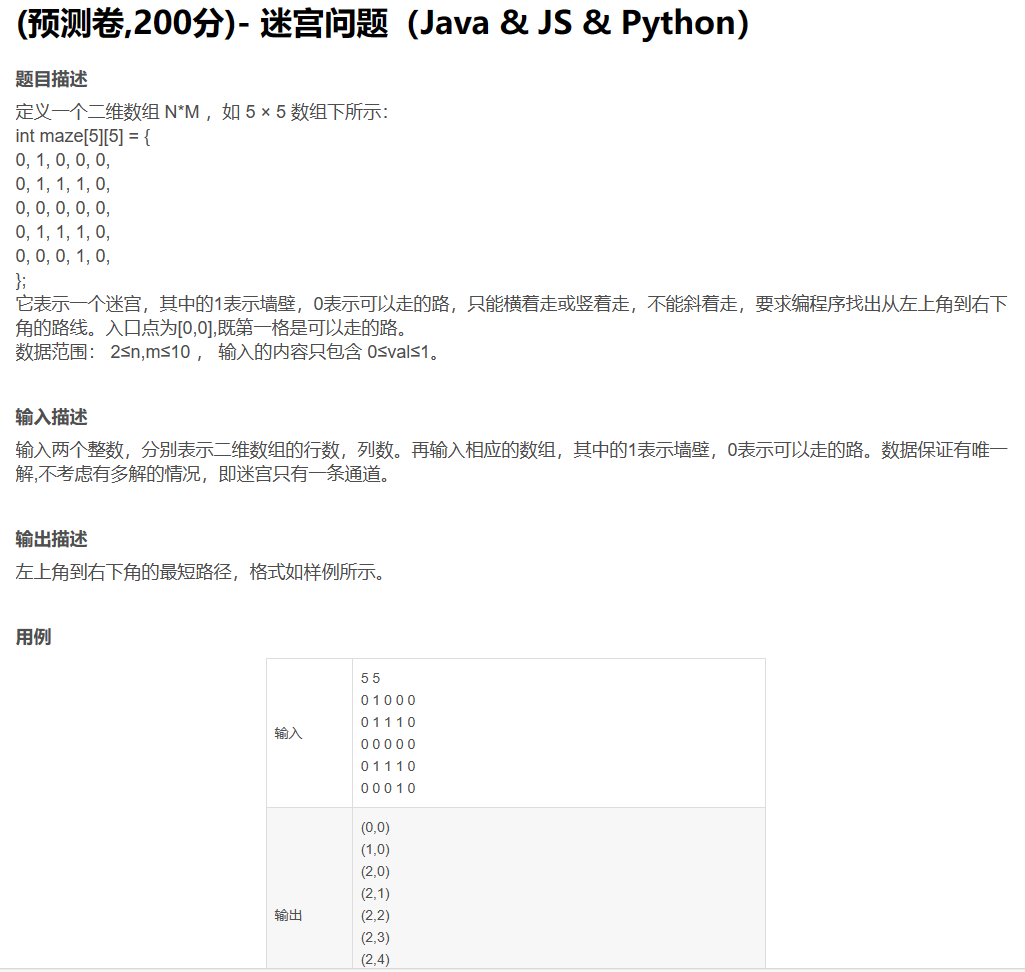 (预测卷,200分)- 迷宫问题（Java & JS & Python）
题目描述
定义一个二维数组 N*M ，如 5 × 5 数组下所示：
int maze[5][5] = {
0, 1, 0, 0, 0,
0, 1, 1, 1, 0,
0, 0, 0, 0, 0,
0, 1, 1, 1, 0,
0, 0, 0, 1, 0,
};
它表示一个迷宫，其中的1表示墙壁，0表示可以走的路，只能横着走或竖着走，不能斜着走，要求编程序找出从左上角到右下
角的路线。入口点为[0,0],既第一格是可以走的路。
数据范围： 2≤n,m≤10 ， 输入的内容只包含 0≤val≤1。
输入描述
输入两个整数，分别表示二维数组的行数，列数。再输入相应的数组，其中的1表示墙壁，0表示可以走的路。数据保证有唯一
解,不考虑有多解的情况，即迷宫只有一条通道。
输出描述
左上角到右下角的最短路径，格式如样例所示。
用例
输入
5 5
0 1 0 0 0
0 1 1 1 0
0 0 0 0 0
0 1 1 1 0
0 0 0 1 0
输出
(0,0)
(1,0)
(2,0)
(2,1)
(2,2)
(2,3)
(2,4)